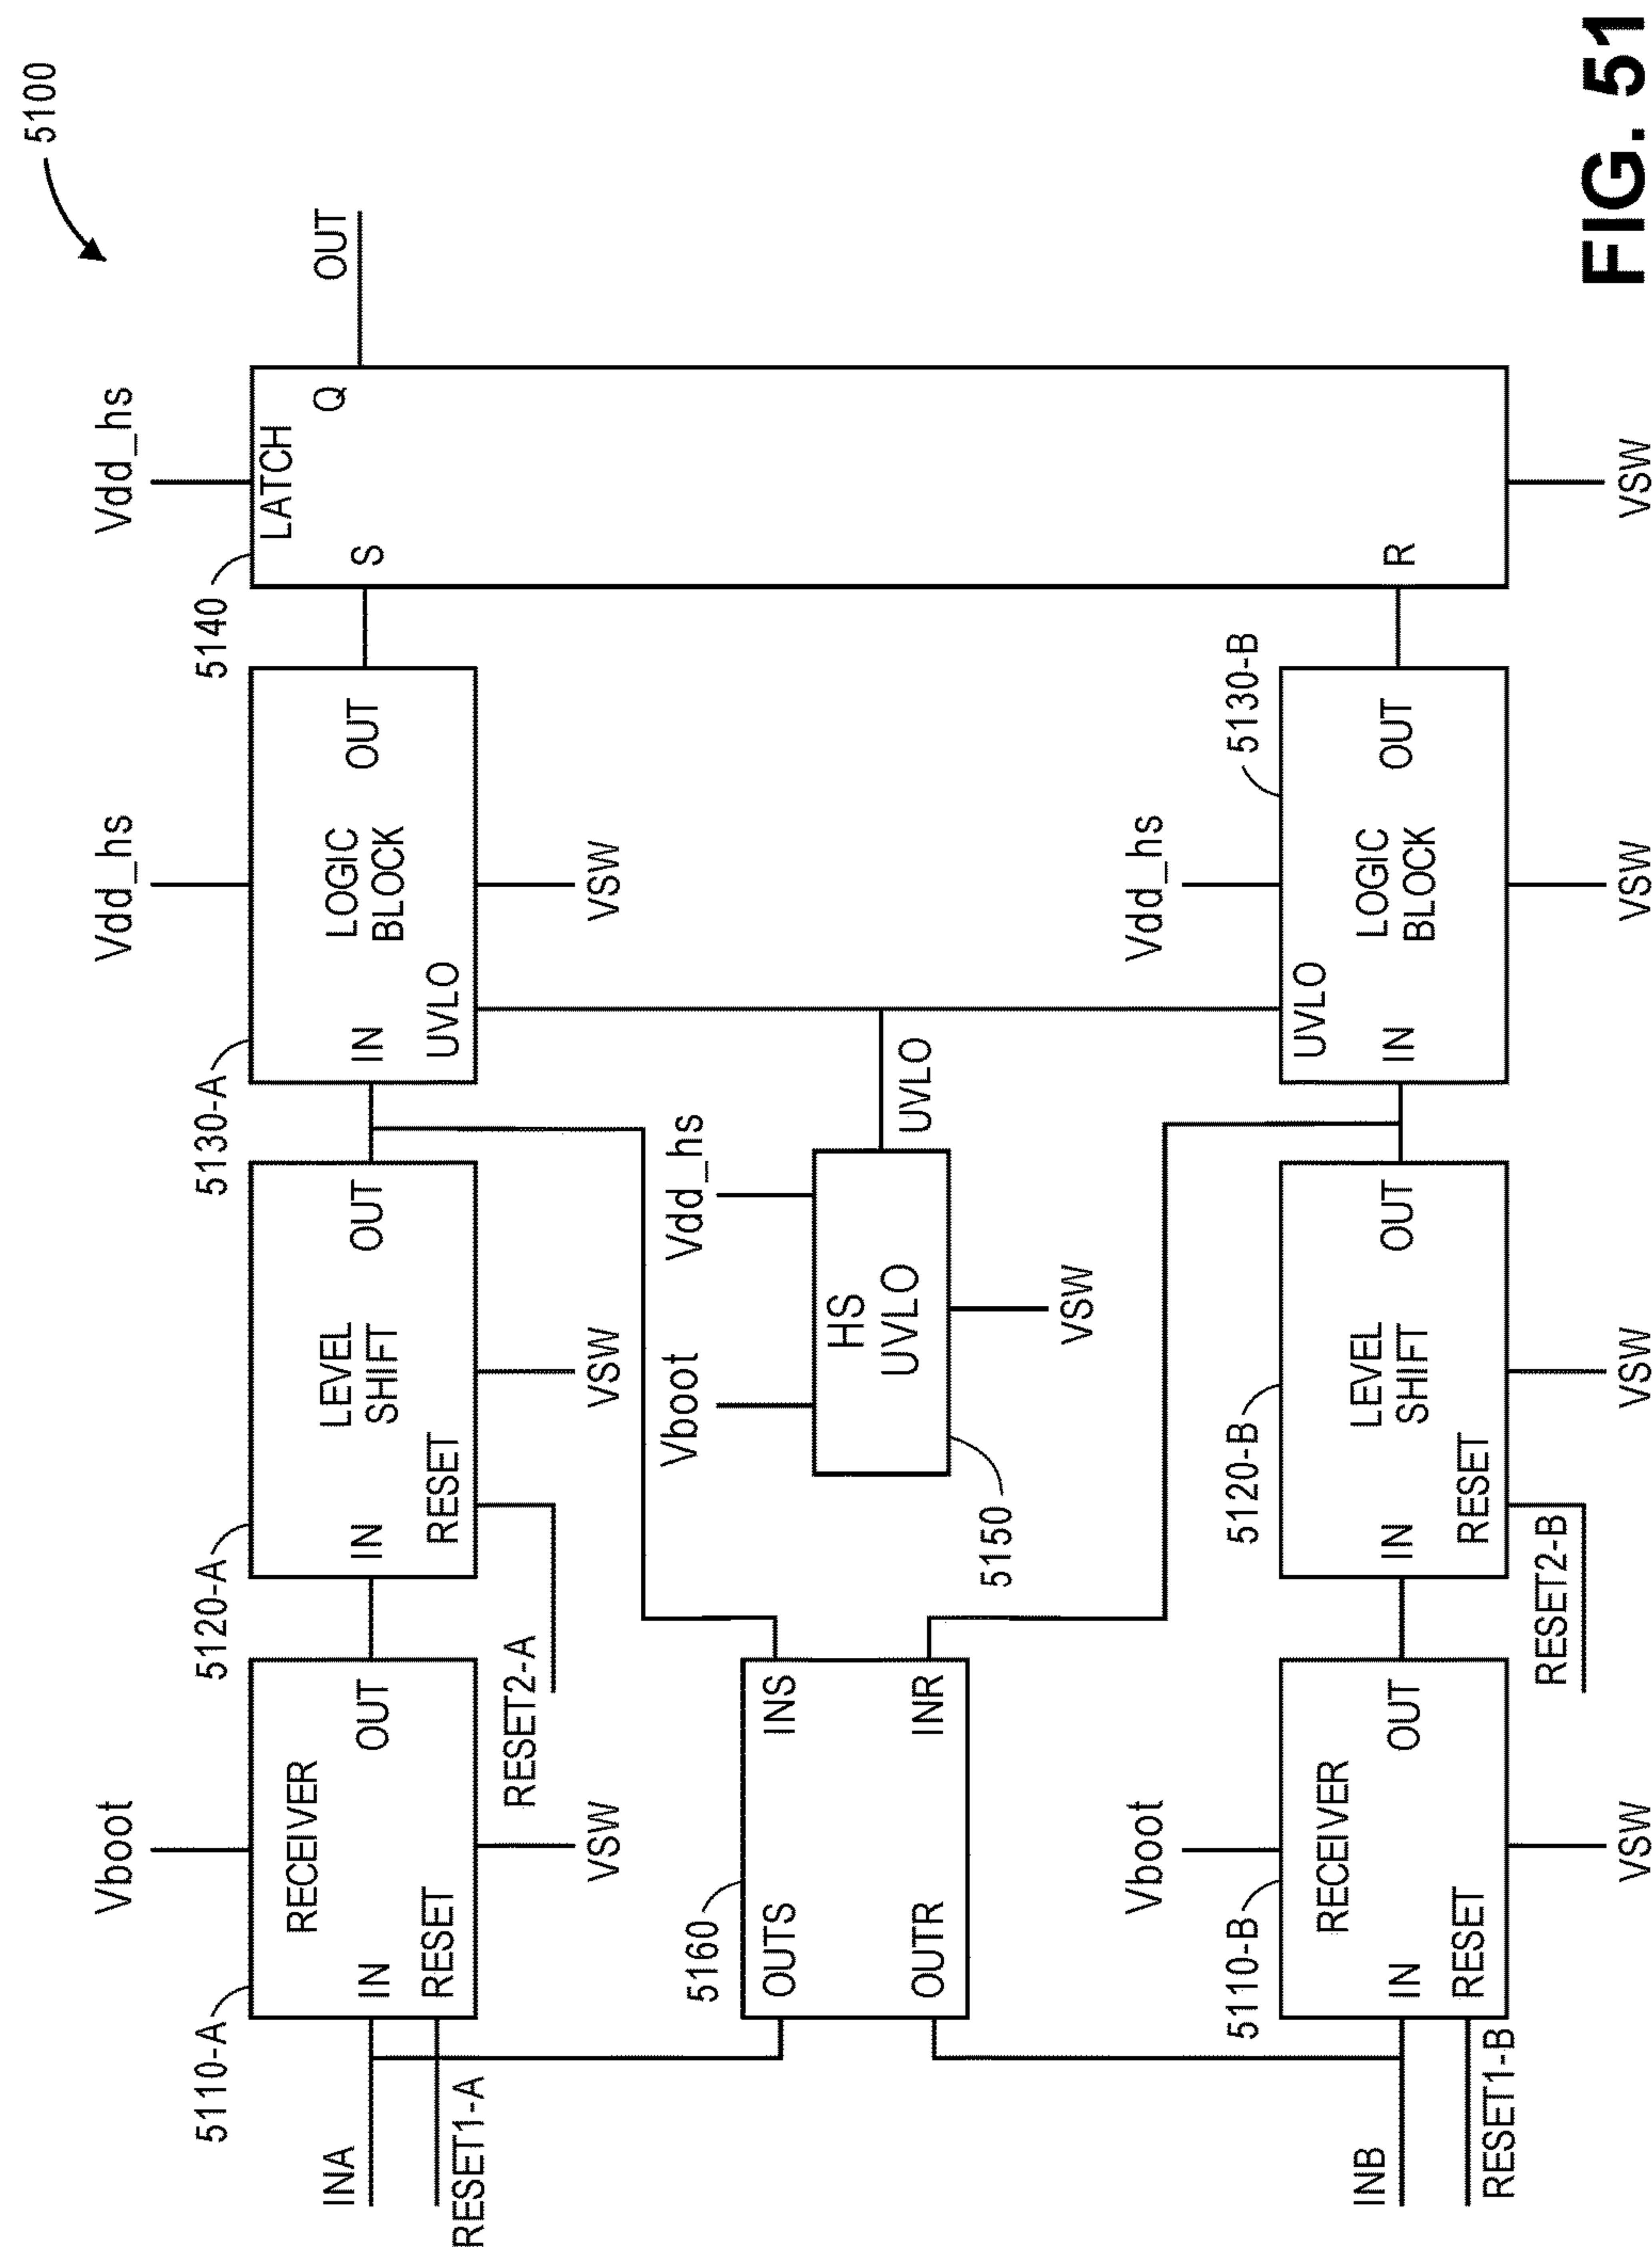 5100
Vboot
Vdd_hs
Vdd_hs
5110-A
5120-A
5130-A
5140
RECEIVER
LEVEL
SHIFT
LOGIC
BLOCK
LATCH
INA
IN
OUT
IN
OUT
IN
OUT
S
Q
OUT
RESET1-A
RESET
RESET
UVLO
RESET2-A
VSW
VSW
VSW
5160
Vboot
Vdd_hs
OUTS
INS
HS
UVLO
UVLO
OUTR
INR
5150
VSW
Vboot
Vdd_hs
5110-B
5120-B
5130-B
RECEIVER
LEVEL
SHIFT
UVLO
LOGIC
BLOCK
INB
IN
OUT
IN
OUT
IN
OUT
R
RESET1-B
RESET
RESET
RESET2-B
VSW
VSW
VSW
VSW
FIG. 51